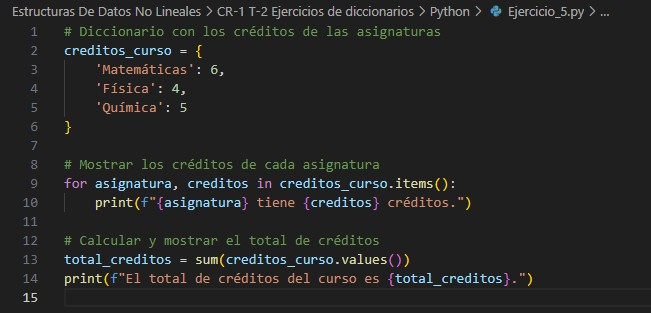 Estructuras De Datos No Lineales > CR-1 T-2 Ejercicios de diccionarios > Python > Ejercicio_5.py > ...
1 # Diccionario con los créditos de las asignaturas
2 creditos_curso = {
3     'Matemáticas': 6,
4     'Física': 4,
5     'Química': 5
6 }
7
8 # Mostrar los créditos de cada asignatura
9 for asignatura, creditos in creditos_curso.items():
10     print(f"{asignatura} tiene {creditos} créditos.")
11
12 # Calcular y mostrar el total de créditos
13 total_creditos = sum(creditos_curso.values())
14 print(f"El total de créditos del curso es {total_creditos}.")
15